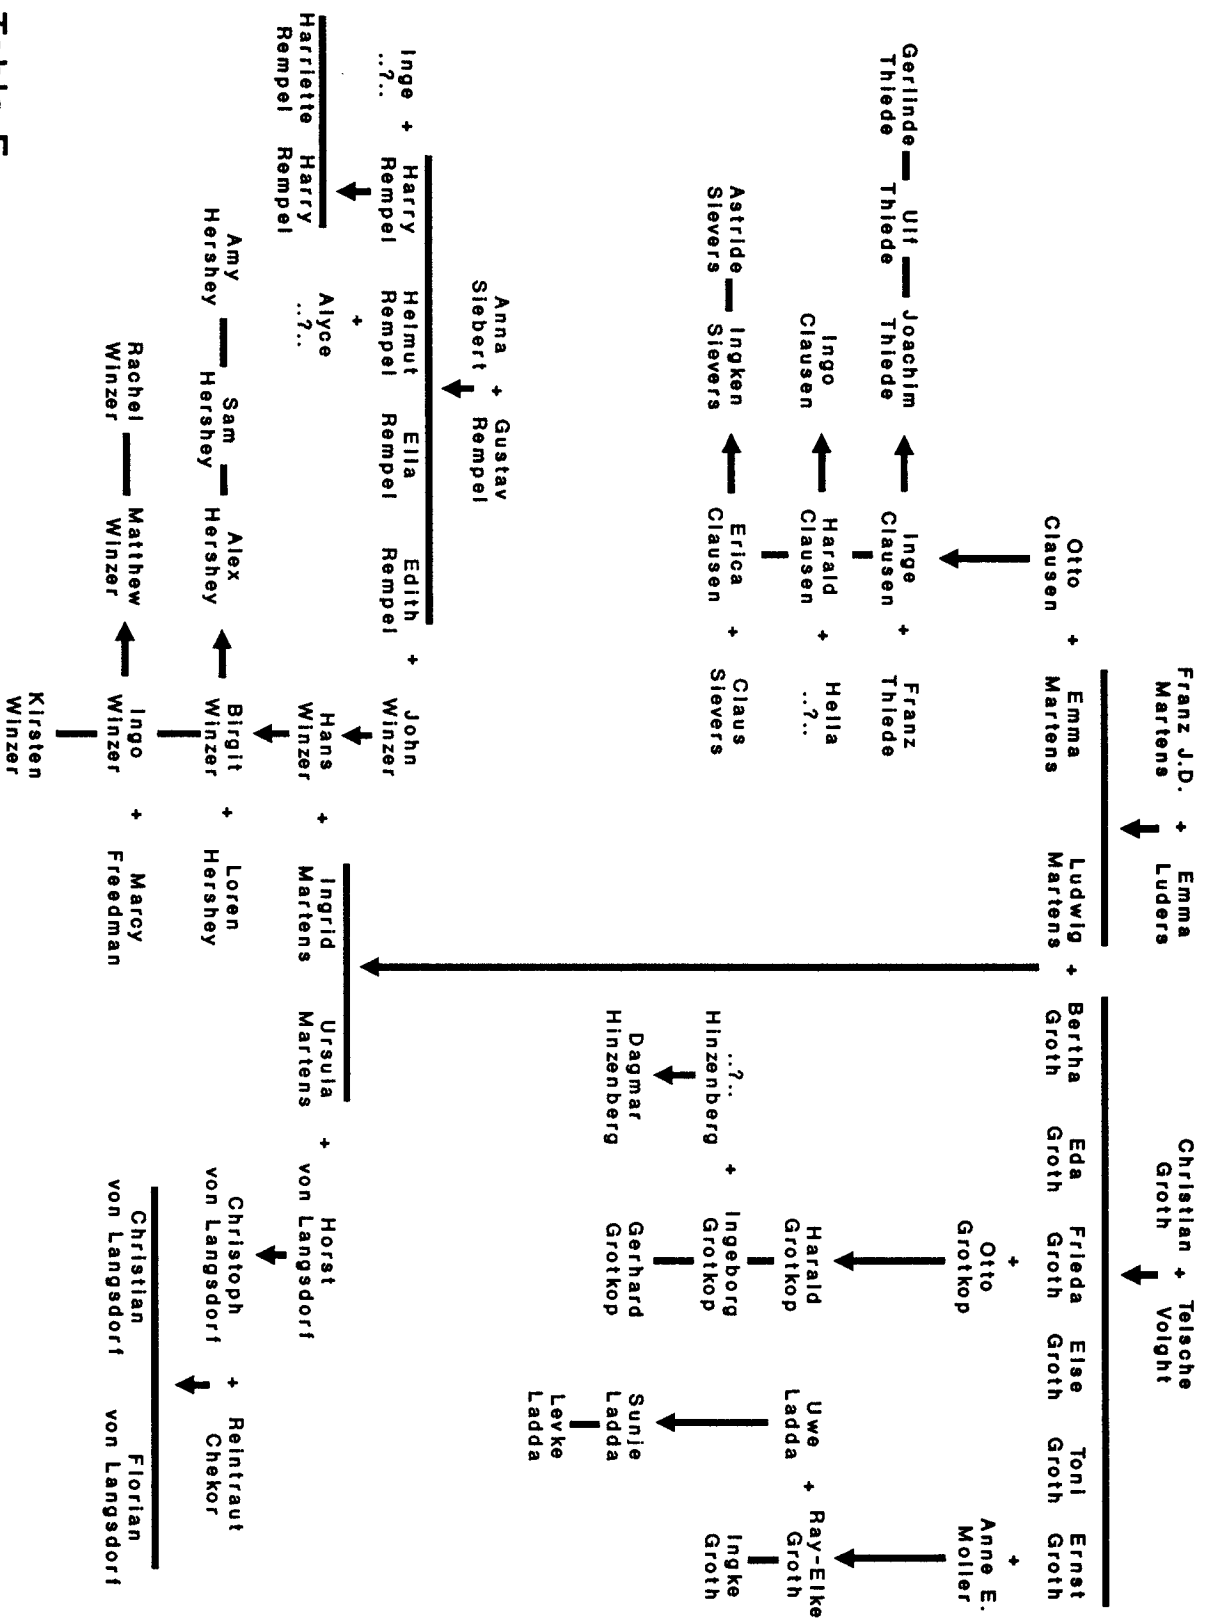 Franz J.D. Martens + Emma Luders
Christian Groth + Telsche Voight
Otto Clausen + Emma Martens
Ludwig Martens + Bertha Groth
Eda Groth
Frieda Groth
+
Otto Grotkop
Else Groth
Toni Groth
Ernst Groth
+
Anne E. Moller
Gerlinde Thiede
Ulf Thiede
Joachim Thiede
Inge Clausen + Franz Thiede
Ingo Clausen
Harald Clausen + Hella ..?..
Astride Sievers
Ingken Sievers
Erica Clausen + Claus Sievers
Harald Grotkop
..?.. Hinzenberg + Ingeborg Grotkop
Dagmar Hinzenberg
Gerhard Grotkop
Uwe Ladda + Ray-Elke Groth
Ingke Groth
Sunje Ladda
Levke Ladda
Anna Siebert + Gustav Rempel
Inge ..?.. + Harry Rempel
Helmut Rempel
+
Alyce ..?..
Ella Rempel
Edith Rempel + John Winzer
Harriette Rempel
Harry Rempel
Hans Winzer + Ingrid Martens
Ursula Martens + Horst von Langsdorf
Amy Hershey
Sam Hershey
Alex Hershey
Birgit Winzer + Loren Hershey
Christoph von Langsdorf + Reintraut Chekor
Rachel Winzer
Matthew Winzer
Ingo Winzer + Marcy Freedman
Christian von Langsdorf
Florian von Langsdorf
Kirsten Winzer
Table